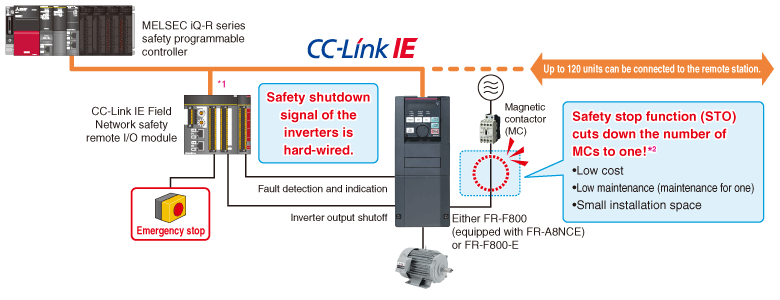 MELSEC iQ-R series
safety programmable
controller
CC-Link IE
Up to 120 units can be connected to the remote station.
*1
CC-Link IE Field
Network safety
remote I/O module
Safety shutdown
signal of the
inverters is
hard-wired.
Magnetic
contactor
(MC)
Safety stop function (STO)
cuts down the number of
MCs to one!*2
•Low cost
•Low maintenance (maintenance for one)
•Small installation space
Fault detection and indication
Emergency stop
Inverter output shutoff
Either FR-F800
(equipped with FR-A8NCE)
or FR-F800-E